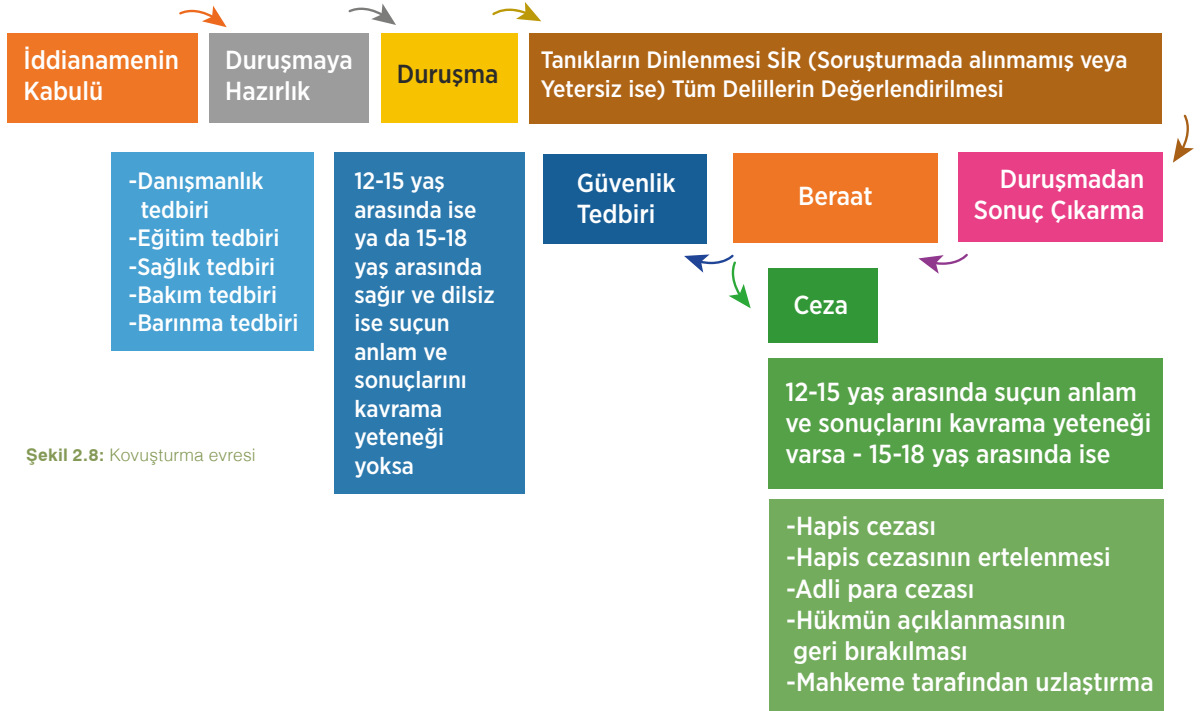 İddianamenin
Kabulü
Duruşmaya
Hazırlık
Duruşma
Tanıkların Dinlenmesi SİR (Soruşturmada alınmamış veya
Yetersiz ise) Tüm Delillerin Değerlendirilmesi
Duruşmadan
Sonuç Çıkarma
Beraat
Güvenlik
Tedbiri
12-15 yaş
arasında ise
ya da 15-18
yaş arasında
sağır ve dilsiz
ise suçun
anlam ve
sonuçlarını
kavrama
yeteneği
yoksa
-Danışmanlık
tedbiri
-Eğitim tedbiri
-Sağlık tedbiri
-Bakım tedbiri
-Barınma tedbiri
Ceza
12-15 yaş arasında suçun anlam
ve sonuçlarını kavrama yeteneği
varsa - 15-18 yaş arasında ise
-Hapis cezası
-Hapis cezasının ertelenmesi
-Adli para cezası
-Hükmün açıklanmasının
geri bırakılması
-Mahkeme tarafından uzlaştırma
Şekil 2.8: Kovuşturma evresi